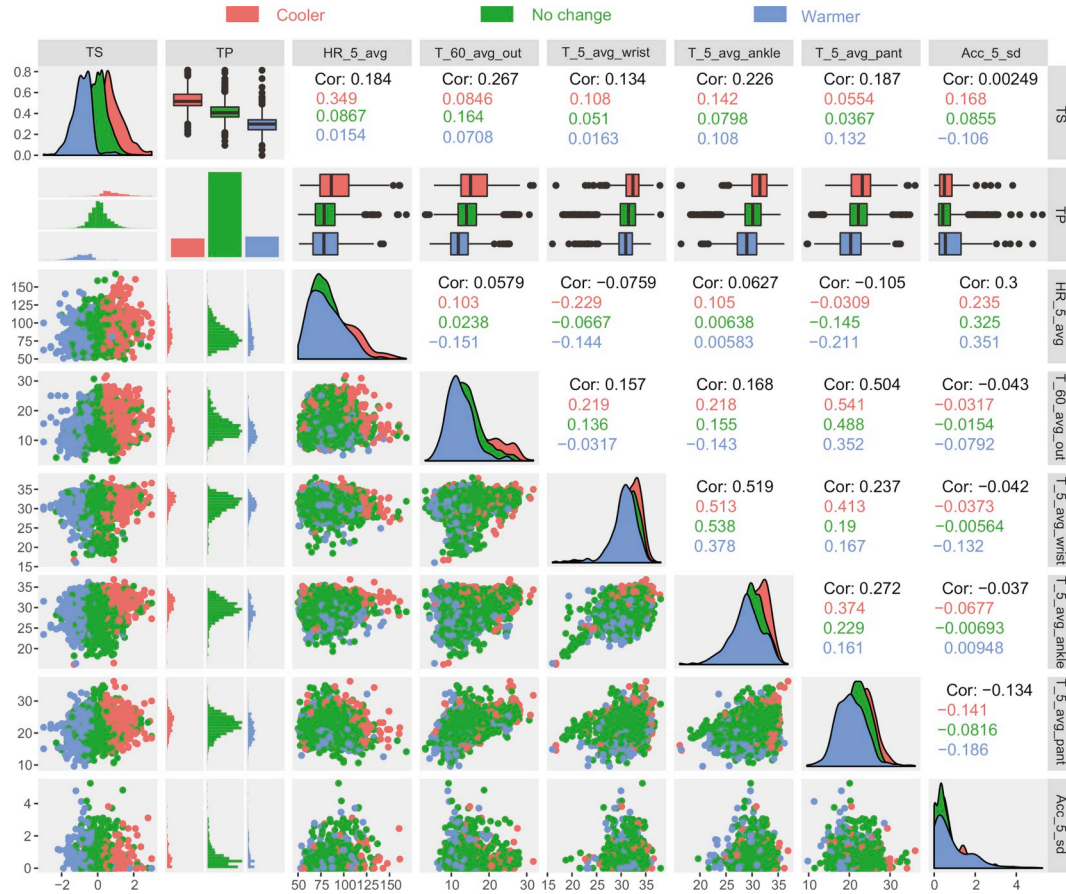 Cooler No change Warmer
TS TP HR_5_avg T_60_avg_out T_5_avg_wrist T_5_avg_ankle T_5_avg_pant Acc_5_sd
0.8 Cor: 0.184 Cor: 0.267 Cor: 0.134 Cor: 0.226 Cor: 0.187 Cor: 0.00249
0.6 0.349 0.0846 0.108 0.142 0.0554 0.168
0.4 0.0867 0.164 0.051 0.0798 0.0367 0.0855 TS
0.2 0.0154 0.0708 0.0163 0.108 0.132 −0.106
0.0
TP
150 Cor: 0.0579 Cor: −0.0759 Cor: 0.0627 Cor: −0.105 Cor: 0.3
125 0.103 −0.229 0.105 −0.0309 0.235
100 0.0238 −0.0667 0.00638 −0.145 0.325 HR_5_avg
75 −0.151 −0.144 0.00583 −0.211 0.351
50
30 Cor: 0.157 Cor: 0.168 Cor: 0.504 Cor: −0.043
0.219 0.218 0.541 −0.0317
20 0.136 0.155 0.488 −0.0154 T_60_avg_out
10 −0.0317 −0.143 0.352 −0.0792
35 Cor: 0.519 Cor: 0.237 Cor: −0.042
30 0.513 0.413 −0.0373
25 0.538 0.19 −0.00564 T_5_avg_wrist
20 0.378 0.167 −0.132
15
35 Cor: 0.272 Cor: −0.037
30 0.374 −0.0677
25 0.229 −0.00693 T_5_avg_ankle
20 0.161 0.00948
30 Cor: −0.134
−0.141
20 −0.0816 T_5_avg_pant
10 −0.186
4
2 Acc_5_sd
0
−2 0 2 50 75 100 125 150 10 20 30 15 20 25 30 35 20 25 30 35 10 20 30 0 2 4